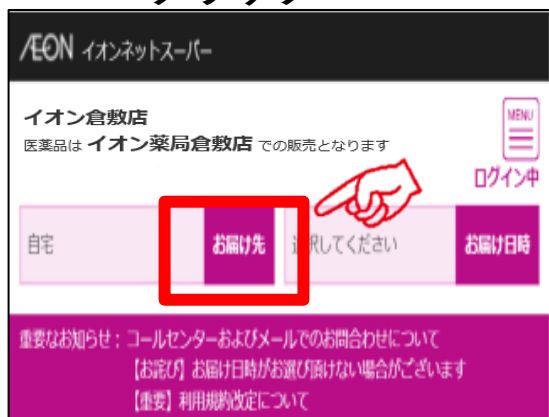 ÆON イオンネットスーパー
イオン倉敷店
医薬品は イオン薬局倉敷店 での販売となります
MENU
ログイン中
自宅
お届け先
選択してください
お届け日時
重要なお知らせ : コールセンターおよびメールでのお問合わせについて
【お詫び】お届け日時がお選び頂けない場合がございます
【重要】利用規約改定について